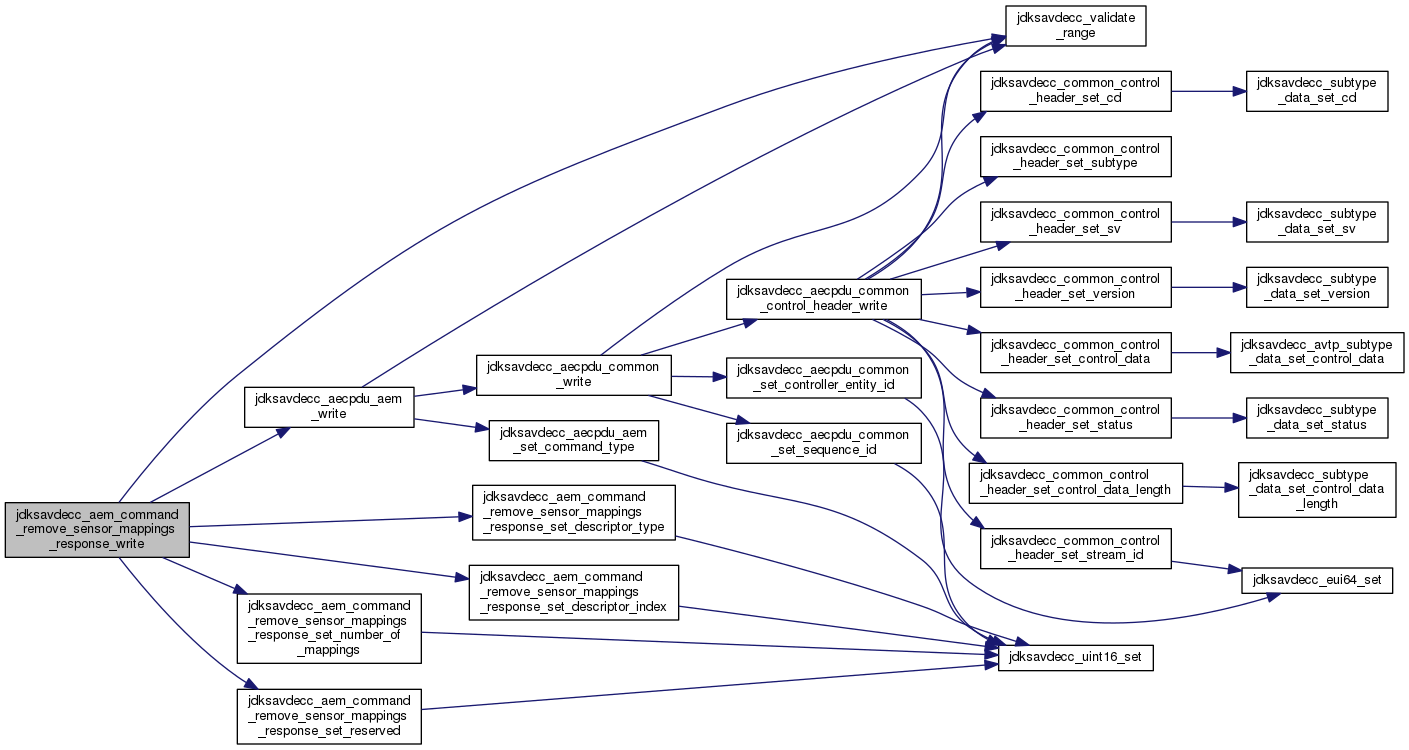 jdksavdecc_aem_command
_remove_sensor_mappings
_response_write
jdksavdecc_aecpdu_aem
_write
jdksavdecc_aem_command
_remove_sensor_mappings
_response_set_number_of
_mappings
jdksavdecc_aem_command
_remove_sensor_mappings
_response_set_reserved
jdksavdecc_aecpdu_common
_write
jdksavdecc_aecpdu_aem
_set_command_type
jdksavdecc_aem_command
_remove_sensor_mappings
_response_set_descriptor_type
jdksavdecc_aem_command
_remove_sensor_mappings
_response_set_descriptor_index
jdksavdecc_aecpdu_common
_control_header_write
jdksavdecc_aecpdu_common
_set_controller_entity_id
jdksavdecc_aecpdu_common
_set_sequence_id
jdksavdecc_validate
_range
jdksavdecc_common_control
_header_set_cd
jdksavdecc_common_control
_header_set_subtype
jdksavdecc_common_control
_header_set_sv
jdksavdecc_common_control
_header_set_version
jdksavdecc_common_control
_header_set_control_data
jdksavdecc_common_control
_header_set_status
jdksavdecc_common_control
_header_set_control_data_length
jdksavdecc_common_control
_header_set_stream_id
jdksavdecc_uint16_set
jdksavdecc_subtype
_data_set_cd
jdksavdecc_subtype
_data_set_sv
jdksavdecc_subtype
_data_set_version
jdksavdecc_avtp_subtype
_data_set_control_data
jdksavdecc_subtype
_data_set_status
jdksavdecc_subtype
_data_set_control_data
_length
jdksavdecc_eui64_set